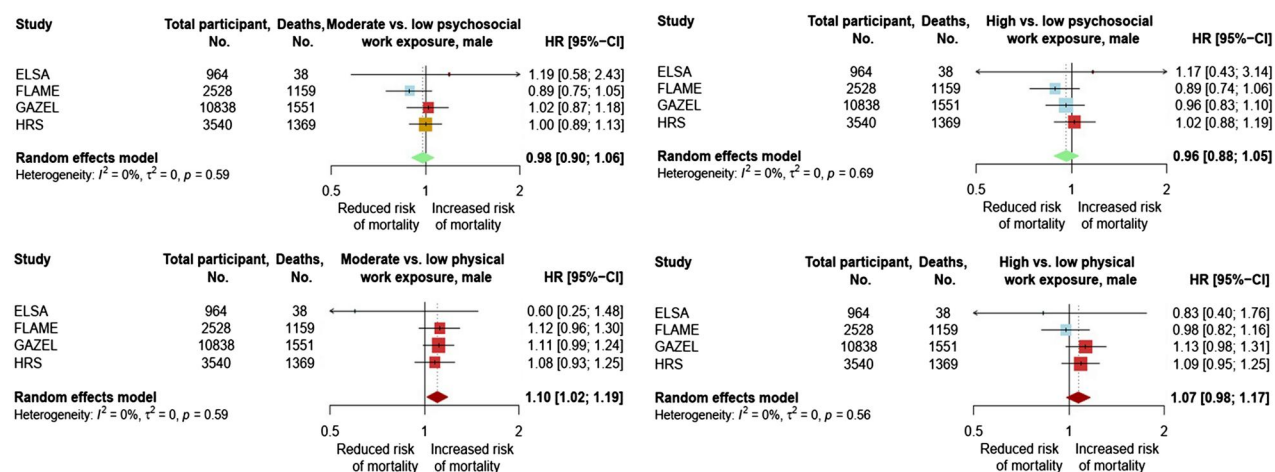 Study Total participant, Deaths, Moderate vs. low psychosocial
No. No. work exposure, male HR [95%−CI]
ELSA 964 38 1.19 [0.58; 2.43]
FLAME 2528 1159 0.89 [0.75; 1.05]
GAZEL 10838 1551 1.02 [0.87; 1.18]
HRS 3540 1369 1.00 [0.89; 1.13]
Random effects model 0.98 [0.90; 1.06]
Heterogeneity: I² = 0%, τ² = 0, p = 0.59
0.5 1 2
Reduced risk Increased risk
of mortality of mortality
Study Total participant, Deaths, High vs. low psychosocial
No. No. work exposure, male HR [95%−CI]
ELSA 964 38 1.17 [0.43; 3.14]
FLAME 2528 1159 0.89 [0.74; 1.06]
GAZEL 10838 1551 0.96 [0.83; 1.10]
HRS 3540 1369 1.02 [0.88; 1.19]
Random effects model 0.96 [0.88; 1.05]
Heterogeneity: I² = 0%, τ² = 0, p = 0.69
0.5 1 2
Reduced risk Increased risk
of mortality of mortality
Study Total participant, Deaths, Moderate vs. low physical
No. No. work exposure, male HR [95%−CI]
ELSA 964 38 0.60 [0.25; 1.48]
FLAME 2528 1159 1.12 [0.96; 1.30]
GAZEL 10838 1551 1.11 [0.99; 1.24]
HRS 3540 1369 1.08 [0.93; 1.25]
Random effects model 1.10 [1.02; 1.19]
Heterogeneity: I² = 0%, τ² = 0, p = 0.59
0.5 1 2
Reduced risk Increased risk
of mortality of mortality
Study Total participant, Deaths, High vs. low physical
No. No. work exposure, male HR [95%−CI]
ELSA 964 38 0.83 [0.40; 1.76]
FLAME 2528 1159 0.98 [0.82; 1.16]
GAZEL 10838 1551 1.13 [0.98; 1.31]
HRS 3540 1369 1.09 [0.95; 1.25]
Random effects model 1.07 [0.98; 1.17]
Heterogeneity: I² = 0%, τ² = 0, p = 0.56
0.5 1 2
Reduced risk Increased risk
of mortality of mortality